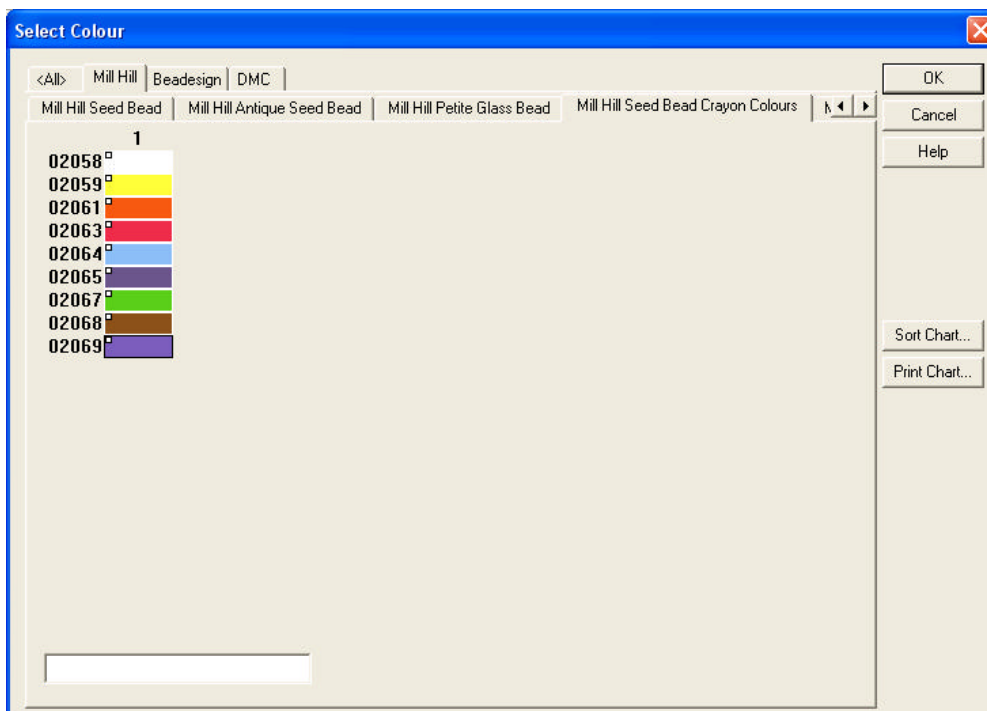 Select Colour
<All> Mill Hill Beadesign DMC
Mill Hill Seed Bead Mill Hill Antique Seed Bead Mill Hill Petite Glass Bead Mill Hill Seed Bead Crayon Colours
1
02058
02059
02061
02063
02064
02065
02067
02068
02069
OK
Cancel
Help
Sort Chart...
Print Chart...